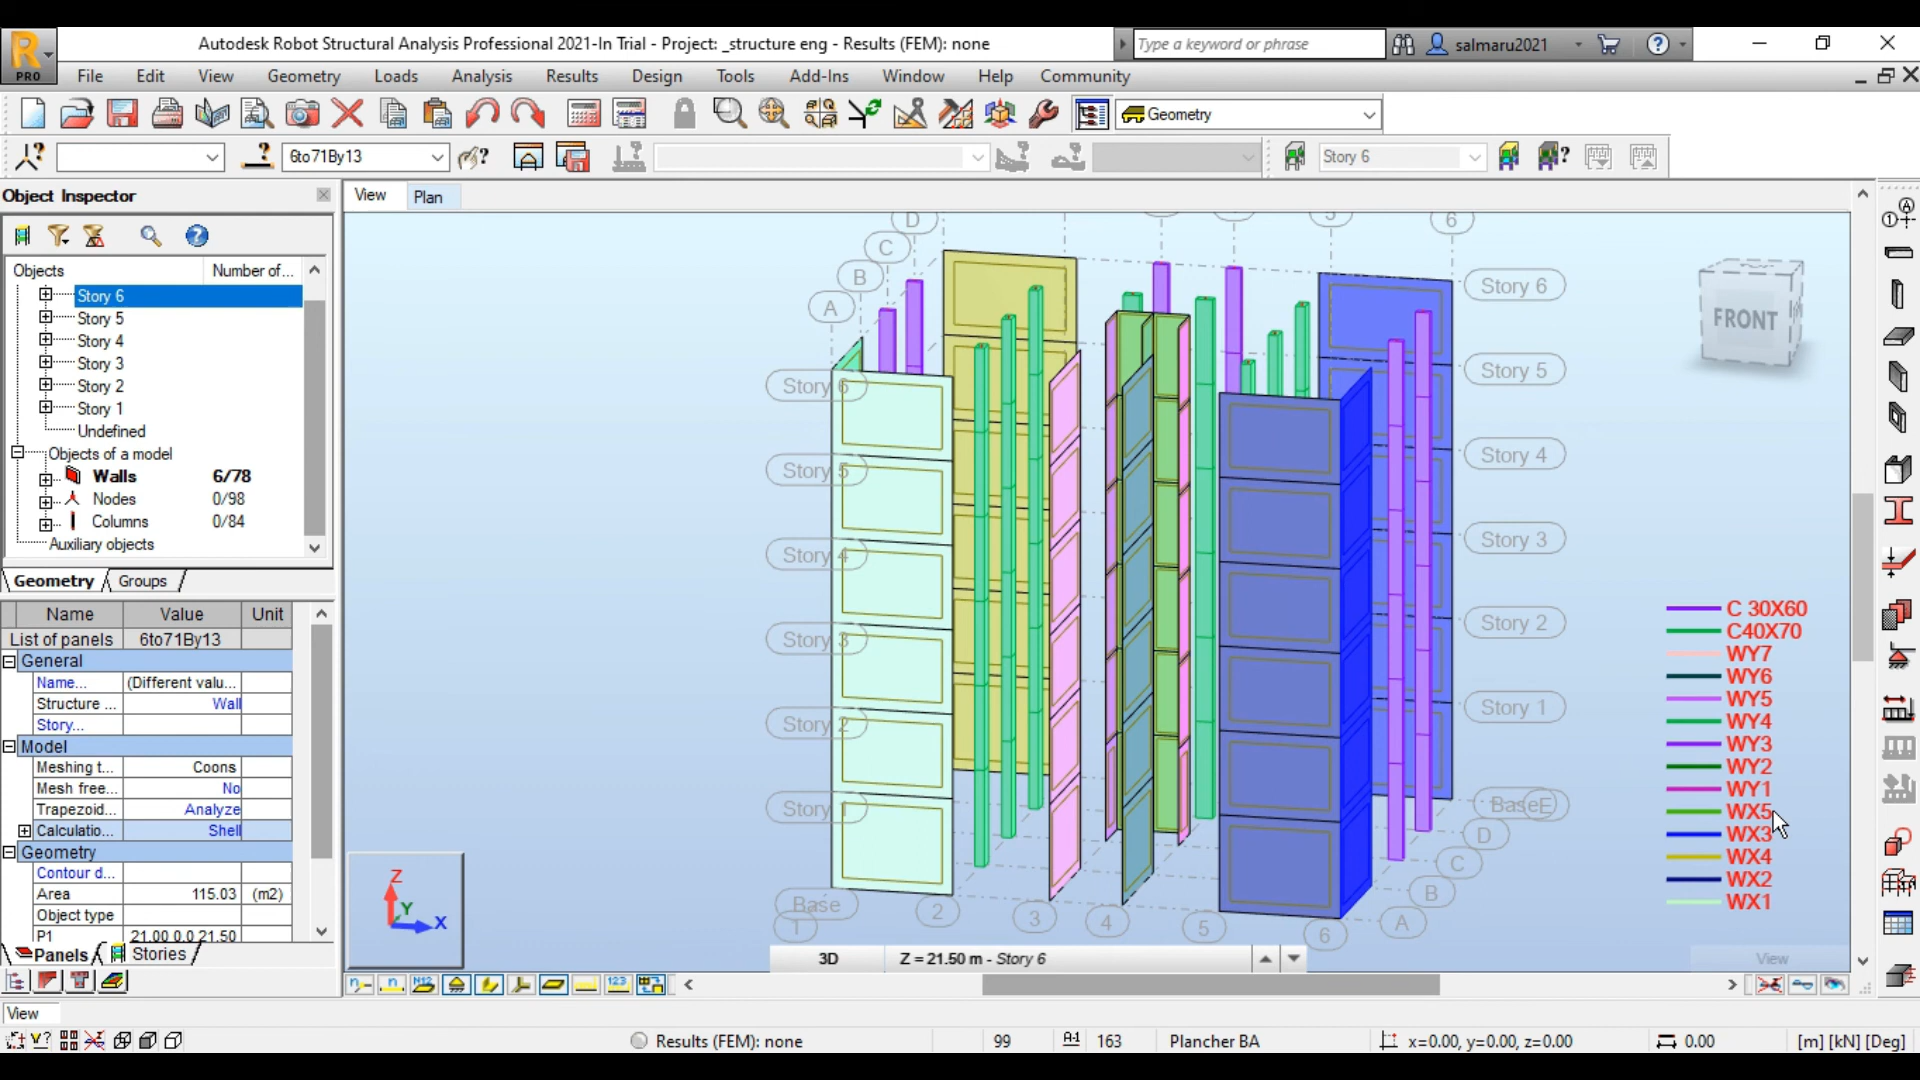 Autodesk Robot Structural Analysis Professional 2021-In Trial - Project: _structure eng - Results (FEM): none
Type a keyword or phrase
salmaru2021
PRO
File Edit View Geometry Loads Analysis Results Design Tools Add-Ins Window Help Community
Geometry
6to71By13
Story 6
Object Inspector
View Plan
Objects Number of...
Story 6
Story 5
Story 4
Story 3
Story 2
Story 1
Undefined
Objects of a model
Walls 6/78
Nodes 0/98
Columns 0/84
Auxiliary objects
Geometry Groups
Name Value Unit
List of panels 6to71By13
General
Name... (Different valu...
Structure ... Wall
Story...
Model
Meshing t... Coons
Mesh free... No
Trapezoid... Analyze
Calculatio... Shell
Geometry
Contour d...
Area 115.03 (m2)
Object type
P1 21.00 0.0 21.50
Panels Stories
D
C
B
A
6
Story 6
Story 5
Story 4
Story 3
Story 2
Story 1
Base
E
D
C
B
A
Story 6
Story 5
Story 4
Story 3
Story 2
Story 1
Base
1
2
3
4
5
6
FRONT
C 30X60
C40X70
WY7
WY6
WY5
WY4
WY3
WY2
WY1
WX5
WX3
WX4
WX2
WX1
Z
Y
X
3D Z = 21.50 m - Story 6
View
View
Results (FEM): none 99 163 Plancher BA x=0.00, y=0.00, z=0.00 0.00 [m] [kN] [Deg]